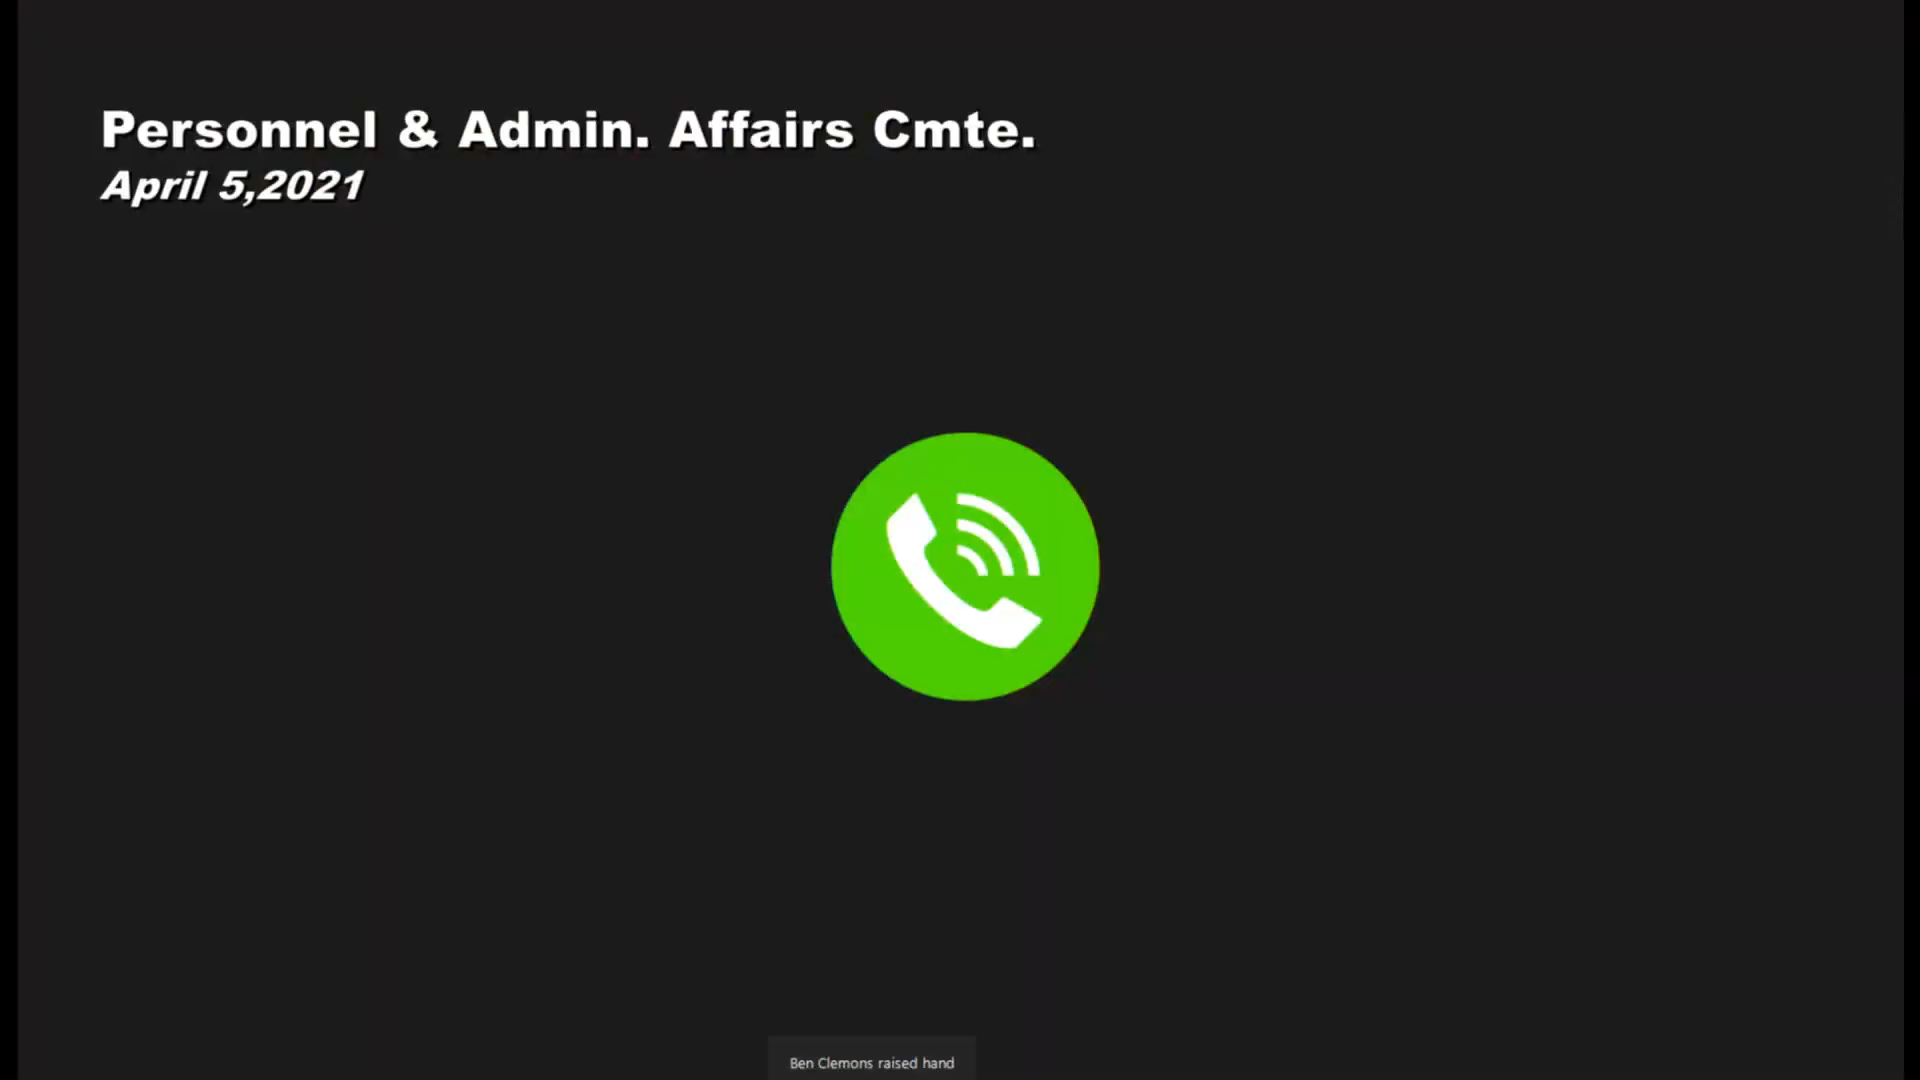 Personnel & Admin. Affairs Cmte.
April 5,2021
Ben Clemons raised hand